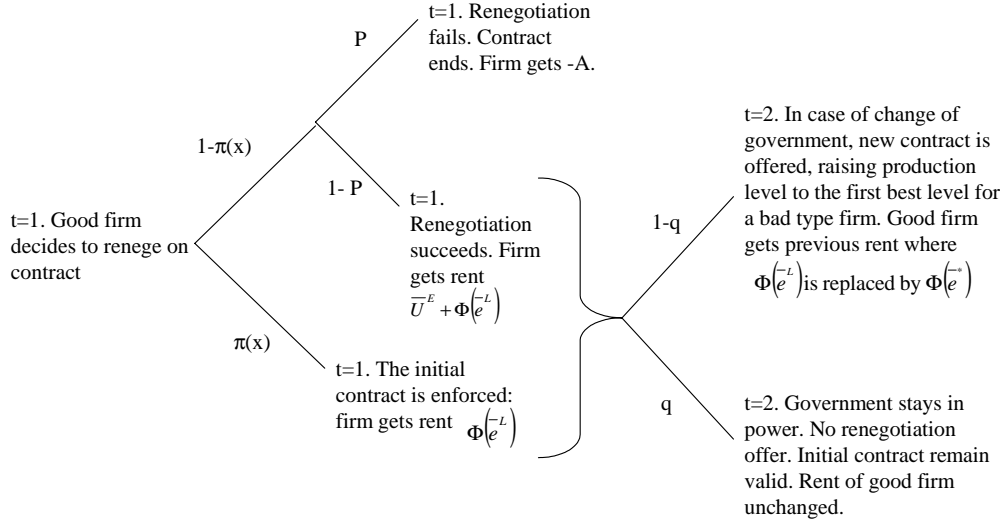 P
t=1. Renegotiation
fails. Contract
ends. Firm gets -A.
1-π(x)
1- P
t=1. Good firm
decides to renege on
contract
t=1.
Renegotiation
succeeds. Firm
gets rent
U̅ᴱ + Φ(e̅ᴸ)
π(x)
t=1. The initial
contract is enforced:
firm gets rent Φ(e̅ᴸ)
1-q
t=2. In case of change of
government, new contract is
offered, raising production
level to the first best level for
a bad type firm. Good firm
gets previous rent where
Φ(e̅ᴸ) is replaced by Φ(e̅*)
q
t=2. Government stays in
power. No renegotiation
offer. Initial contract remain
valid. Rent of good firm
unchanged.